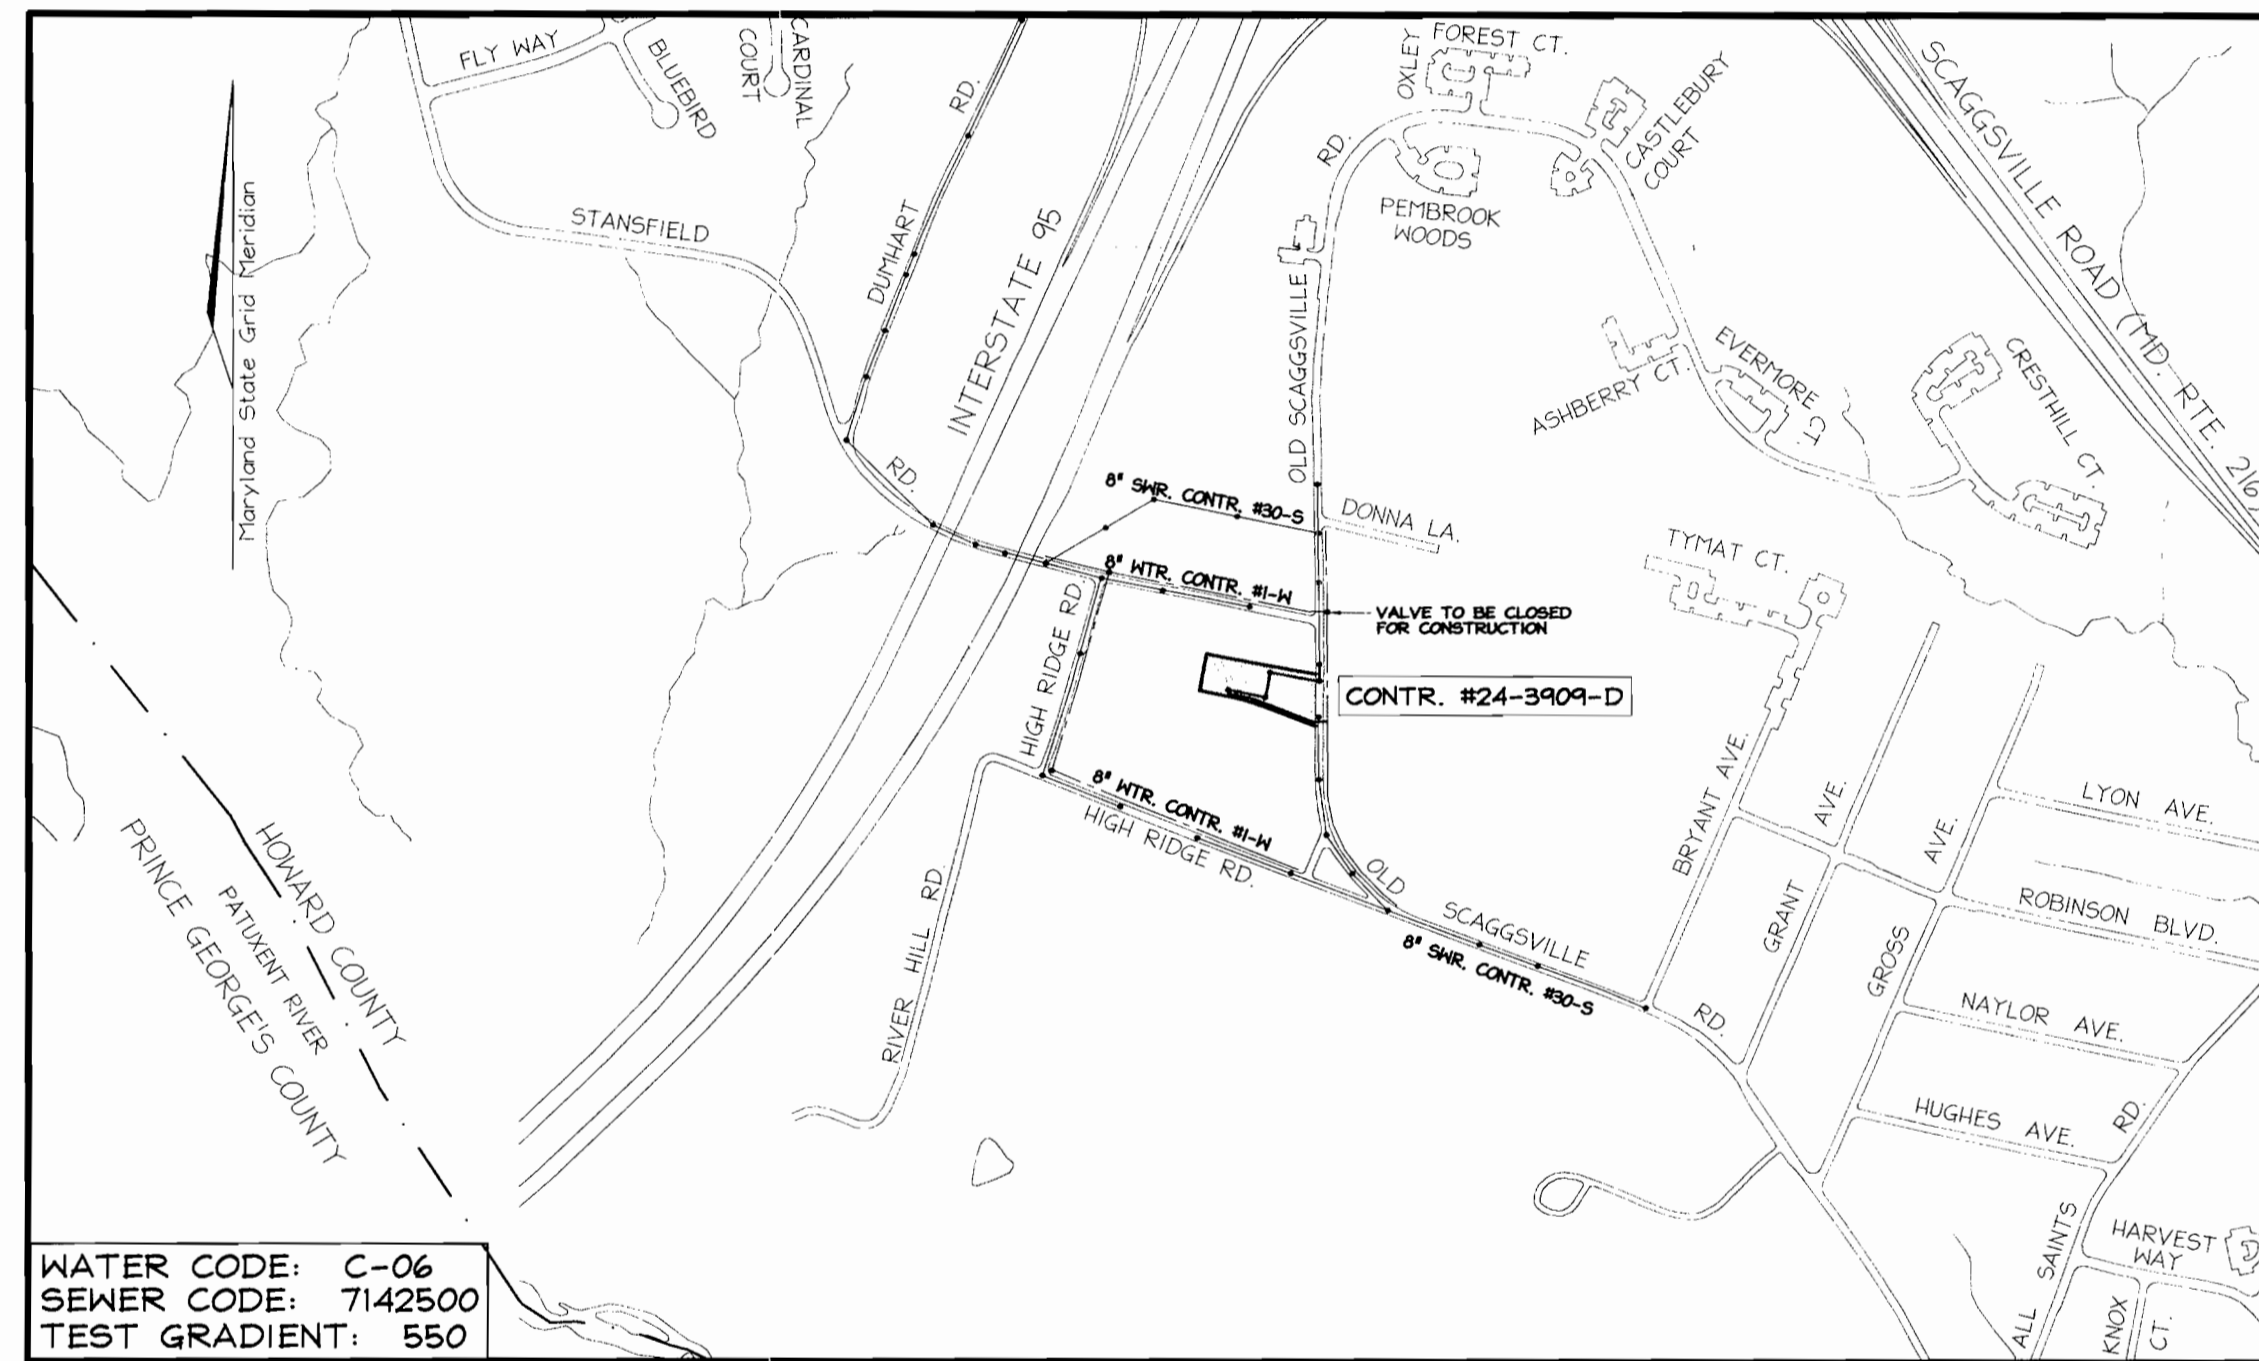 FLY WAY
BLUEBIRD
COURT
CARDINAL
DUMHART RD.
STANSFIELD RD.
INTERSTATE 95
Maryland State Grid Meridian
OXLEY
FOREST CT.
CASTLEBURY
COURT
PEMBROOK
WOODS
OLD SCAGGSVILLE RD.
SCAGGSVILLE ROAD (MD. RTE. 216)
ASHBERRY CT.
EVERMORE CT.
CRESTHILL CT.
8" SWR. CONTR. #30-S
DONNA LA.
8" WTR. CONTR. #1-W
VALVE TO BE CLOSED
FOR CONSTRUCTION
TYMAT CT.
HIGH RIDGE RD.
CONTR. #24-3909-D
8" WTR. CONTR. #1-W
HIGH RIDGE RD.
OLD SCAGGSVILLE RD.
8" SWR. CONTR. #30-S
RIVER HILL RD.
BRYANT AVE.
GRANT AVE.
GROSS AVE.
LYON AVE.
ROBINSON BLVD.
NAYLOR AVE.
HUGHES AVE.
ALL SAINTS RD.
HARVEST
WAY
KNOX
CT.
HOWARD COUNTY
PATUXENT RIVER
PRINCE GEORGE'S COUNTY
WATER CODE: C-06
SEWER CODE: 7142500
TEST GRADIENT: 550